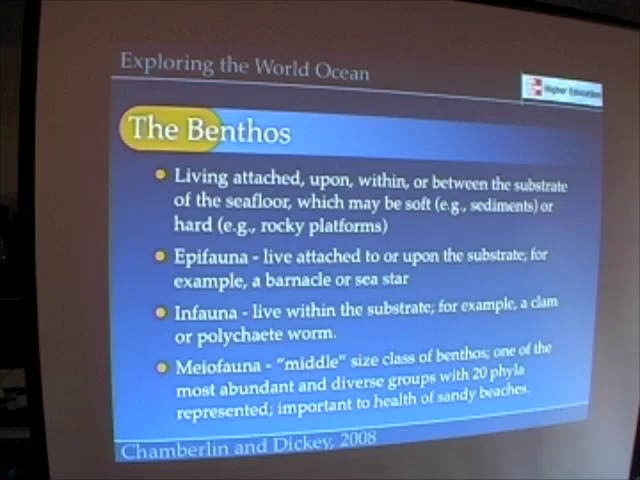 Exploring the World Ocean
Higher Education
The Benthos
Living attached, upon, within, or between the substrate
of the seafloor, which may be soft (e.g., sediments) or
hard (e.g., rocky platforms)
Epifauna - live attached to or upon the substrate; for
example, a barnacle or sea star
Infauna - live within the substrate; for example, a clam
or polychaete worm.
Meiofauna - "middle" size class of benthos; one of the
most abundant and diverse groups with 20 phyla
represented; important to health of sandy beaches.
Chamberlin and Dickey, 2008